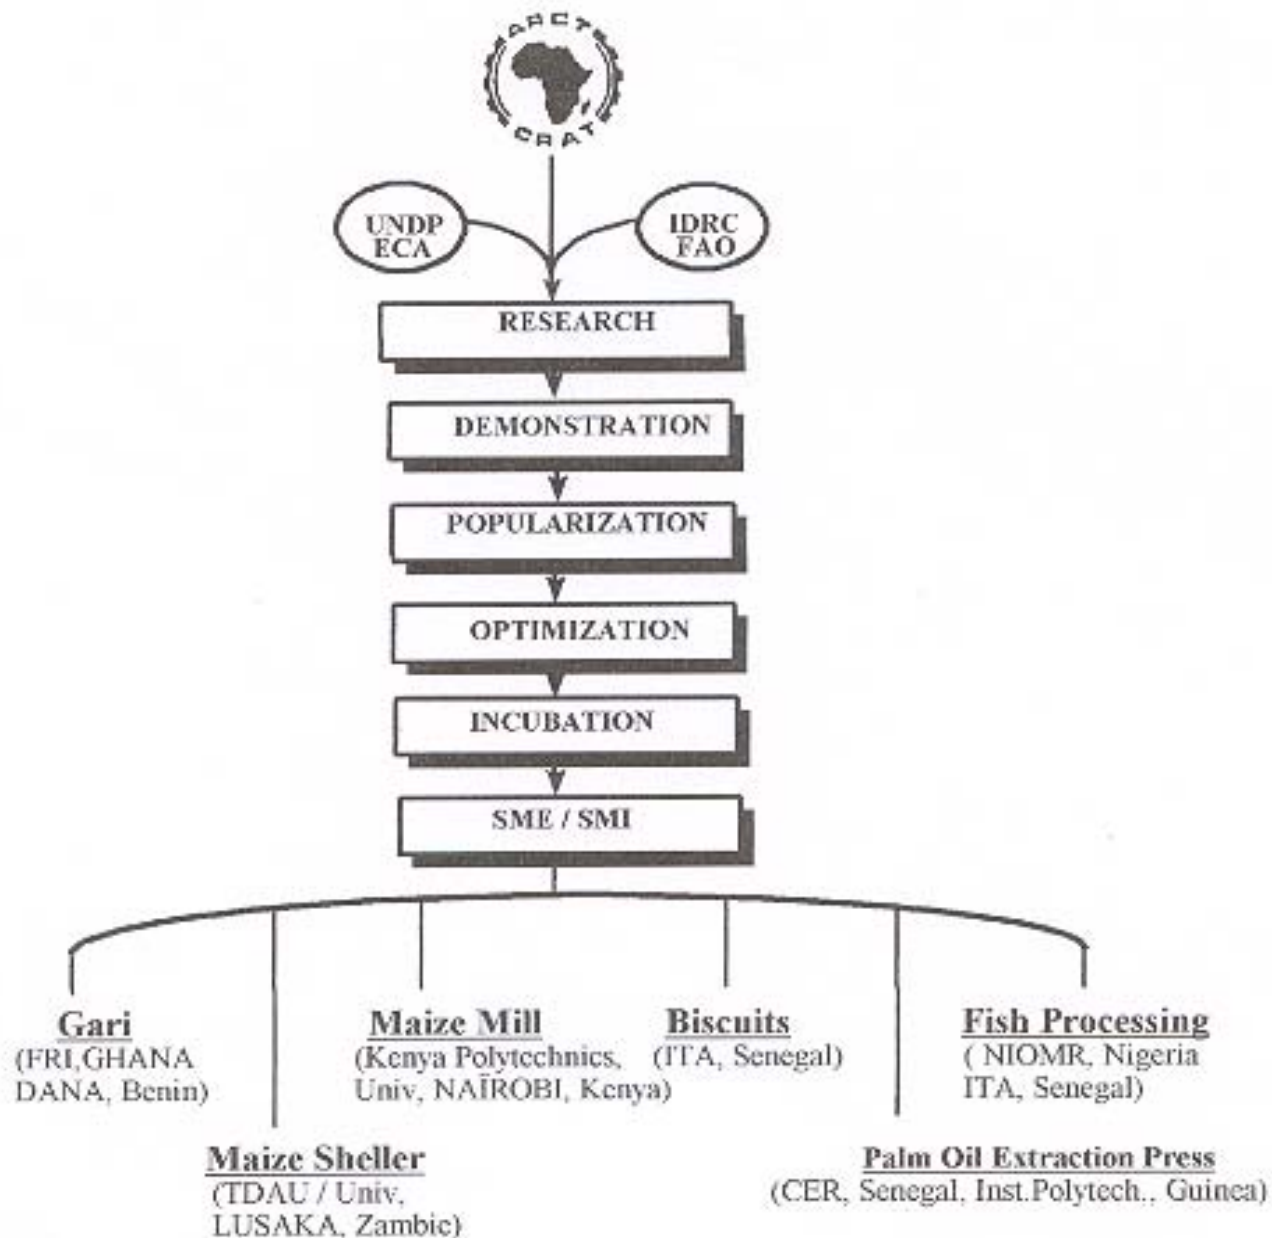 ARCT
CRAT
UNDP
ECA
IDRC
FAO
RESEARCH
DEMONSTRATION
POPULARIZATION
OPTIMIZATION
INCUBATION
SME / SMI
Gari
(FRI,GHANA
DANA, Benin)
Maize Mill
(Kenya Polytechnics,
Univ, NAÏROBI, Kenya)
Biscuits
(ITA, Senegal)
Fish Processing
( NIOMR, Nigeria
ITA, Senegal)
Maize Sheller
(TDAU / Univ,
LUSAKA, Zambie)
Palm Oil Extraction Press
(CER, Senegal, Inst.Polytech., Guinea)